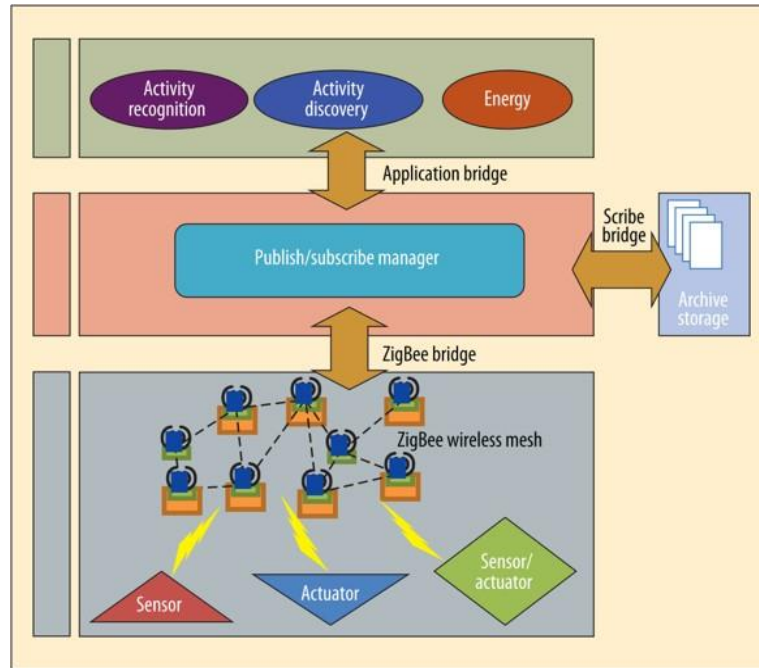 Activity
recognition
Activity
discovery
Energy
Application bridge
Scribe
bridge
Publish/subscribe manager
Archive
storage
ZigBee bridge
ZigBee wireless mesh
Sensor
Actuator
Sensor/
actuator